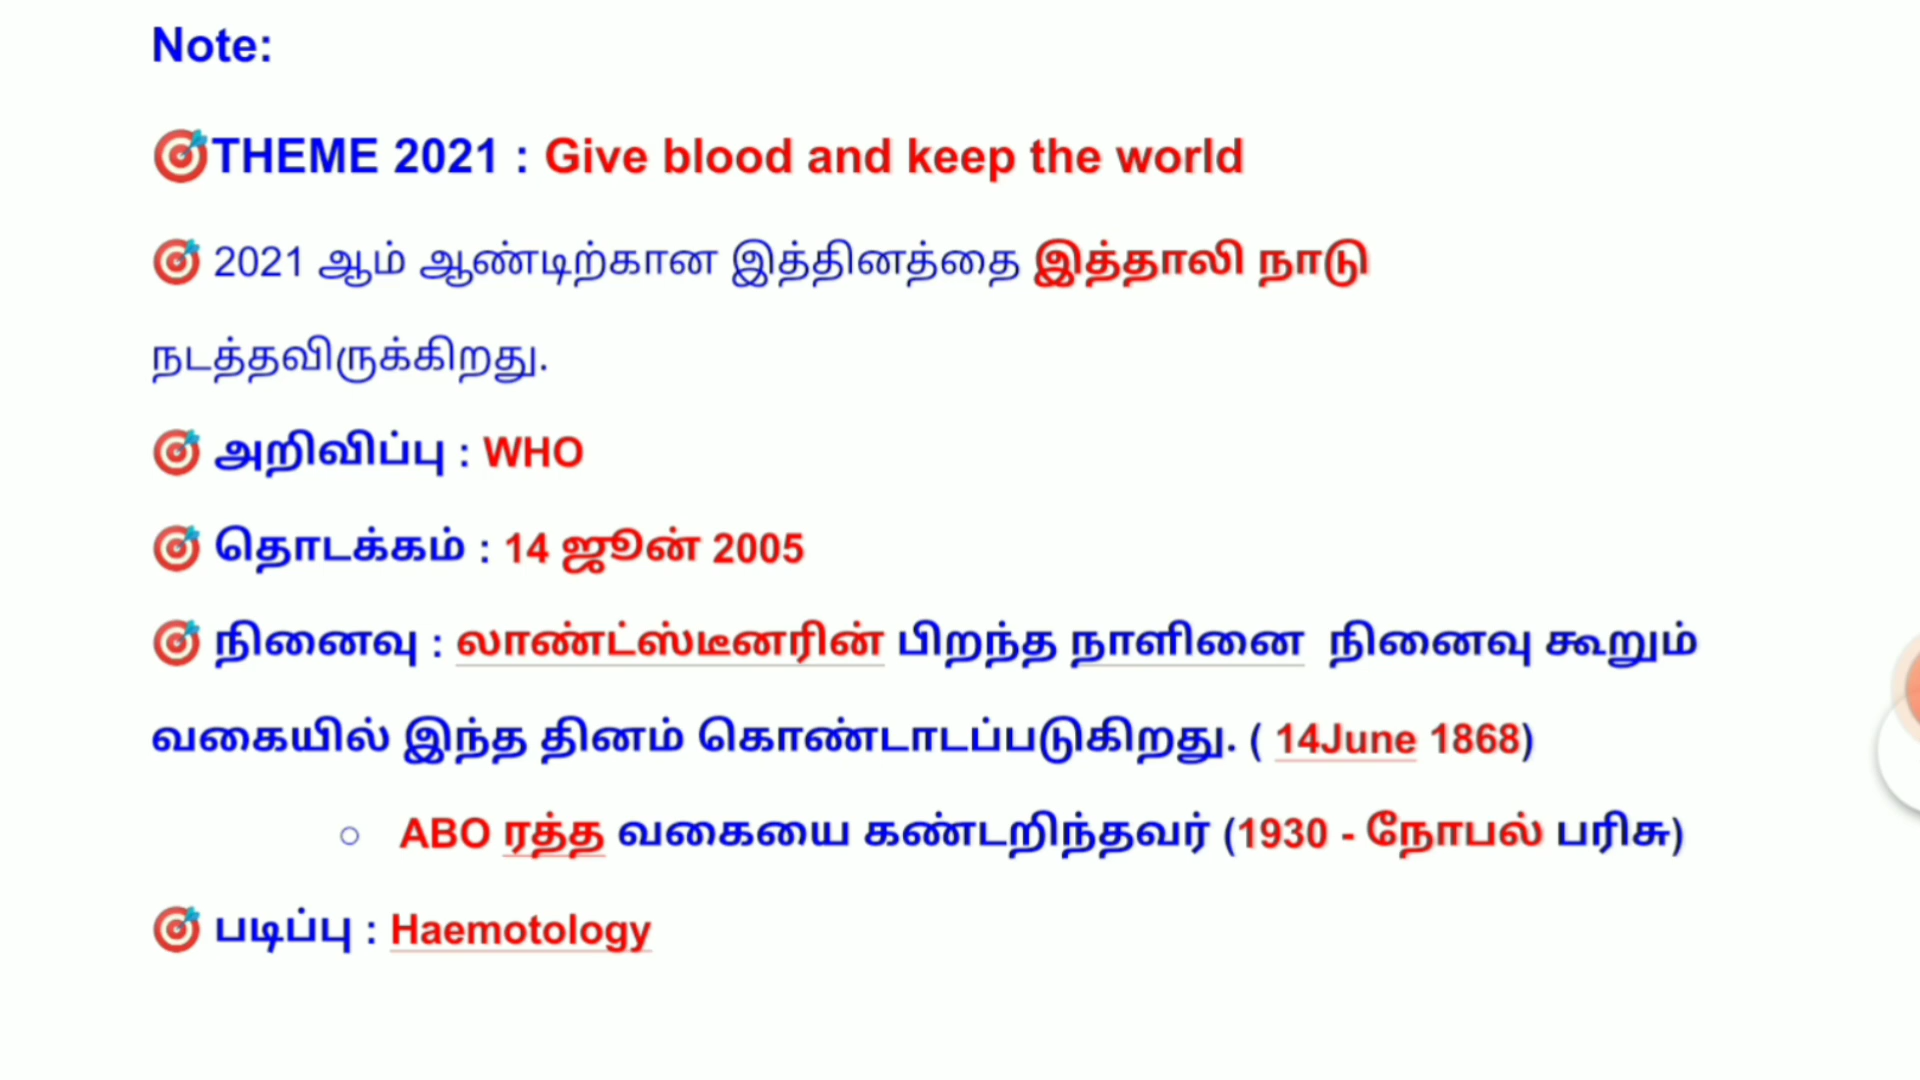 Note:
🎯THEME 2021 : Give blood and keep the world
🎯 2021 ஆம் ஆண்டிற்கான இத்தினத்தை இத்தாலி நாடு
நடத்தவிருக்கிறது.
🎯 அறிவிப்பு : WHO
🎯 தொடக்கம் : 14 ஜூன் 2005
🎯 நினைவு : லாண்ட்ஸ்டீனரின் பிறந்த நாளினை நினைவு கூறும்
வகையில் இந்த தினம் கொண்டாடப்படுகிறது. ( 14June 1868)
○ ABO ரத்த வகையை கண்டறிந்தவர் (1930 - நோபல் பரிசு)
🎯 படிப்பு : Haemotology